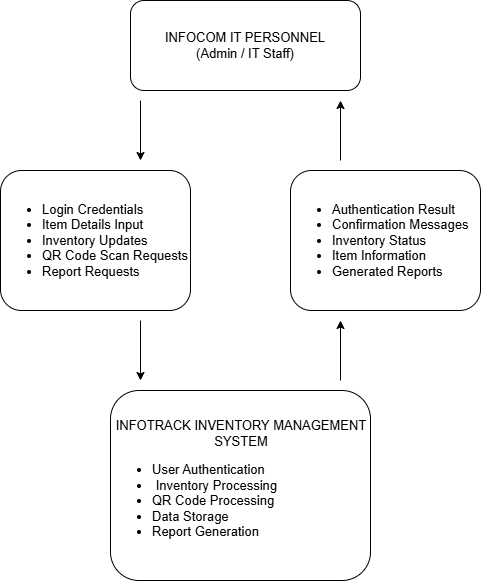 INFOCOM IT PERSONNEL
(Admin / IT Staff)
• Login Credentials
• Item Details Input
• Inventory Updates
• QR Code Scan Requests
• Report Requests
• Authentication Result
• Confirmation Messages
• Inventory Status
• Item Information
• Generated Reports
INFOTRACK INVENTORY MANAGEMENT
SYSTEM
• User Authentication
• Inventory Processing
• QR Code Processing
• Data Storage
• Report Generation